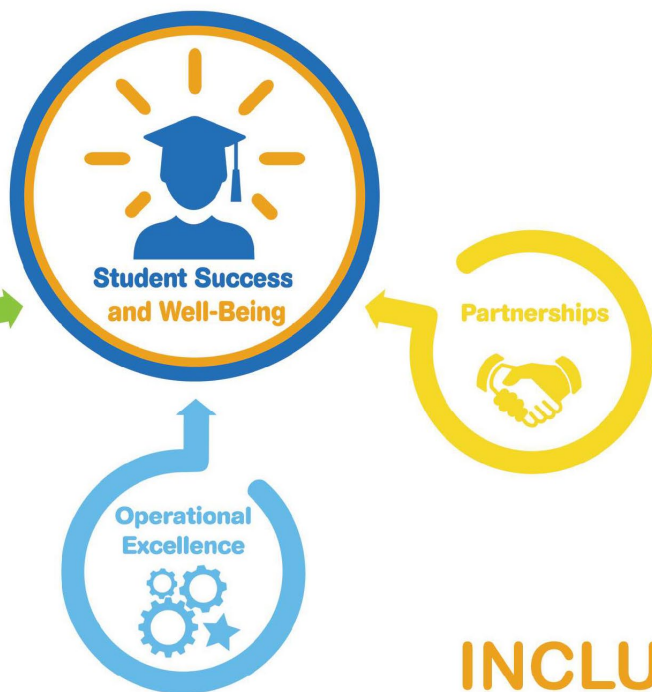 Student Success
and Well-Being
Partnerships
Operational
Excellence
INCLU